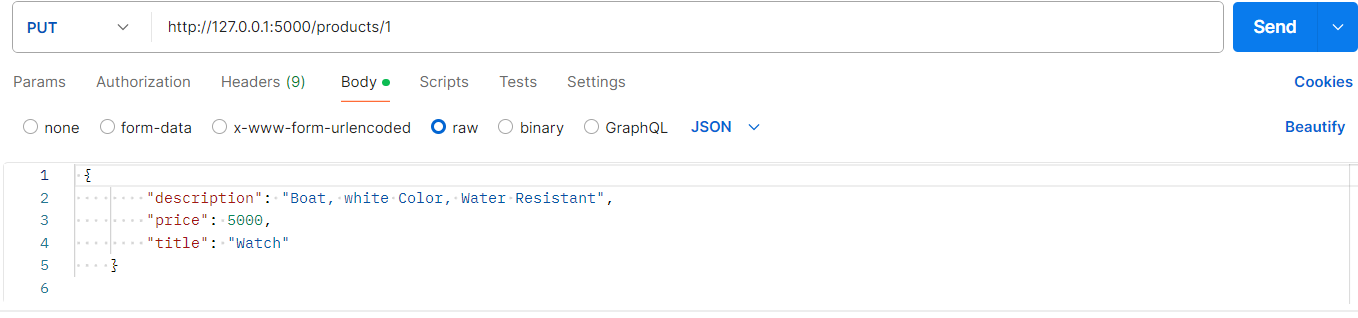 PUT http://127.0.0.1:5000/products/1 Send
Params Authorization Headers (9) Body Scripts Tests Settings Cookies
none form-data x-www-form-urlencoded raw binary GraphQL JSON Beautify
1 {
2 "description": "Boat, white Color, Water Resistant",
3 "price": 5000,
4 "title": "Watch"
5 }
6